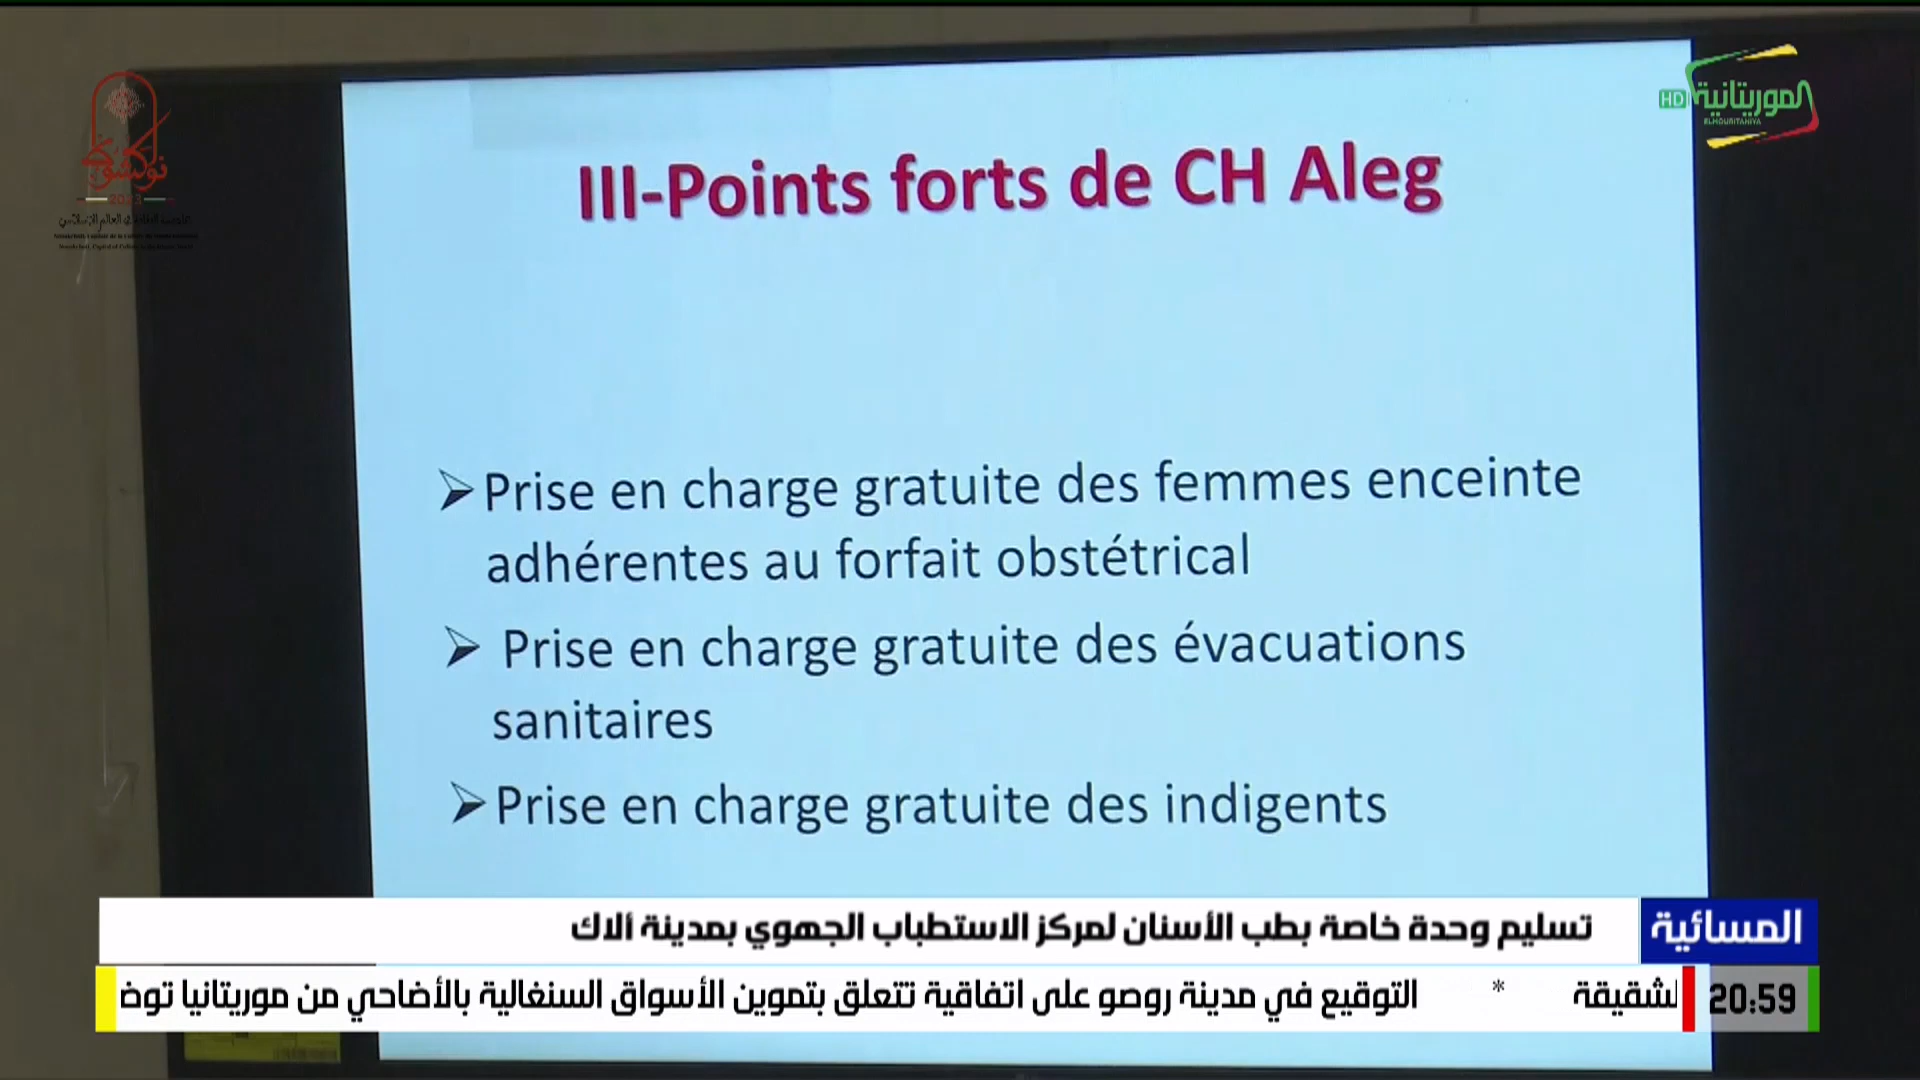 نواكشوط
2023
HD الموريتانية
ELMOURITANIYA
III-Points forts de CH Aleg
➢Prise en charge gratuite des femmes enceinte
adhérentes au forfait obstétrical
➢ Prise en charge gratuite des évacuations
sanitaires
➢Prise en charge gratuite des indigents
المسائية
تسليم وحدة خاصة بطب الأسنان لمركز الاستطباب الجهوي بمدينة ألاك
20:59
لشقيقة * التوقيع في مدينة روصو على اتفاقية تتعلق بتموين الأسواق السنغالية بالأضاحي من موريتانيا توض